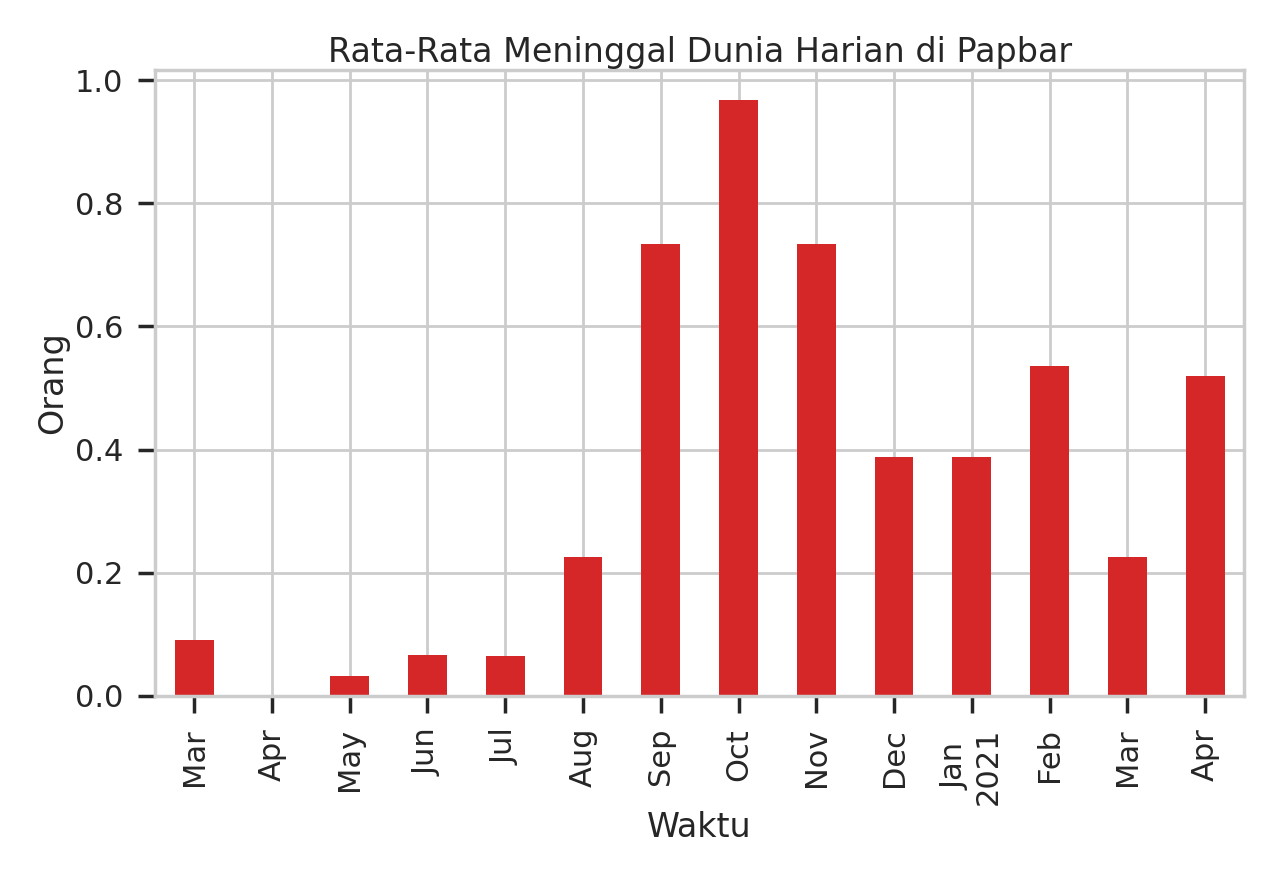 Rata-Rata Meninggal Dunia Harian di Papbar
1.0
0.8
0.6
0.4
0.2
0.0
Orang
Mar
Apr
May
Jun
Jul
Aug
Sep
Oct
Nov
Dec
Jan
2021
Feb
Mar
Apr
Waktu